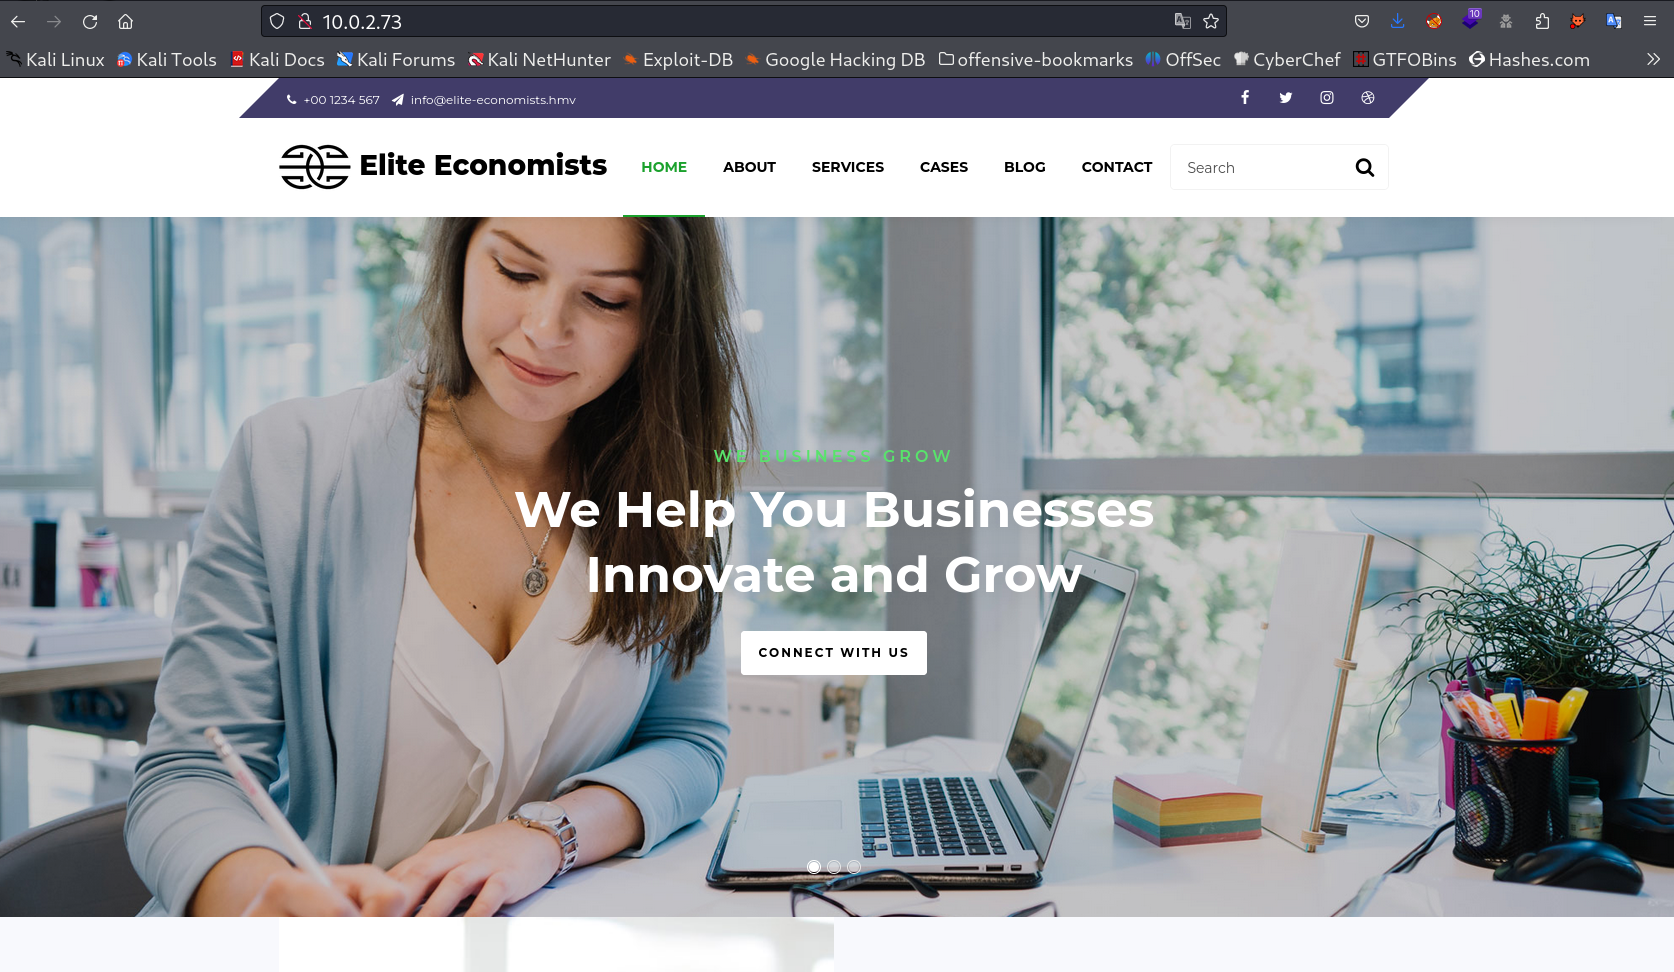 10.0.2.73
10
Kali Linux Kali Tools Kali Docs Kali Forums Kali NetHunter Exploit-DB Google Hacking DB offensive-bookmarks OffSec CyberChef GTFOBins Hashes.com
+00 1234 567 info@elite-economists.hmv
Elite Economists HOME ABOUT SERVICES CASES BLOG CONTACT Search
WE BUSINESS GROW
We Help You Businesses
Innovate and Grow
CONNECT WITH US